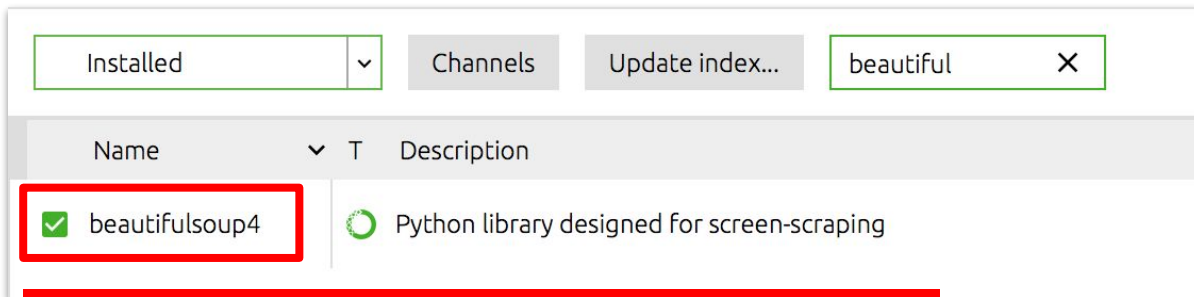 Installed Channels Update index... beautiful
Name T Description
beautifulsoup4 Python library designed for screen-scraping